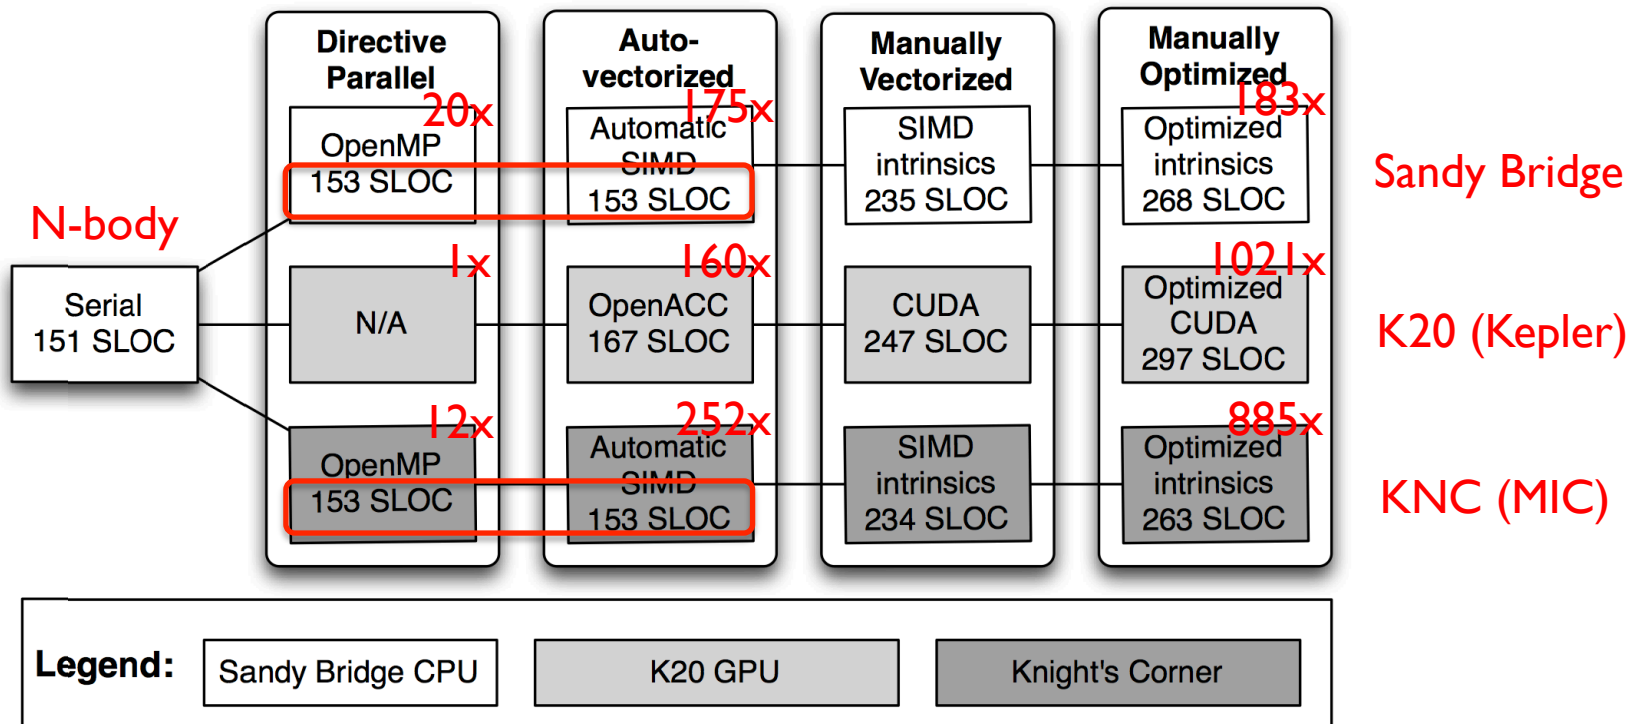 Directive
Parallel
Auto-
vectorized
Manually
Vectorized
Manually
Optimized
20x
175x
183x
OpenMP
153 SLOC
Automatic
SIMD
153 SLOC
SIMD
intrinsics
235 SLOC
Optimized
intrinsics
268 SLOC
Sandy Bridge
N-body
Serial
151 SLOC
1x
160x
1021x
N/A
OpenACC
167 SLOC
CUDA
247 SLOC
Optimized
CUDA
297 SLOC
K20 (Kepler)
12x
252x
885x
OpenMP
153 SLOC
Automatic
SIMD
153 SLOC
SIMD
intrinsics
234 SLOC
Optimized
intrinsics
263 SLOC
KNC (MIC)
Legend:
Sandy Bridge CPU
K20 GPU
Knight's Corner